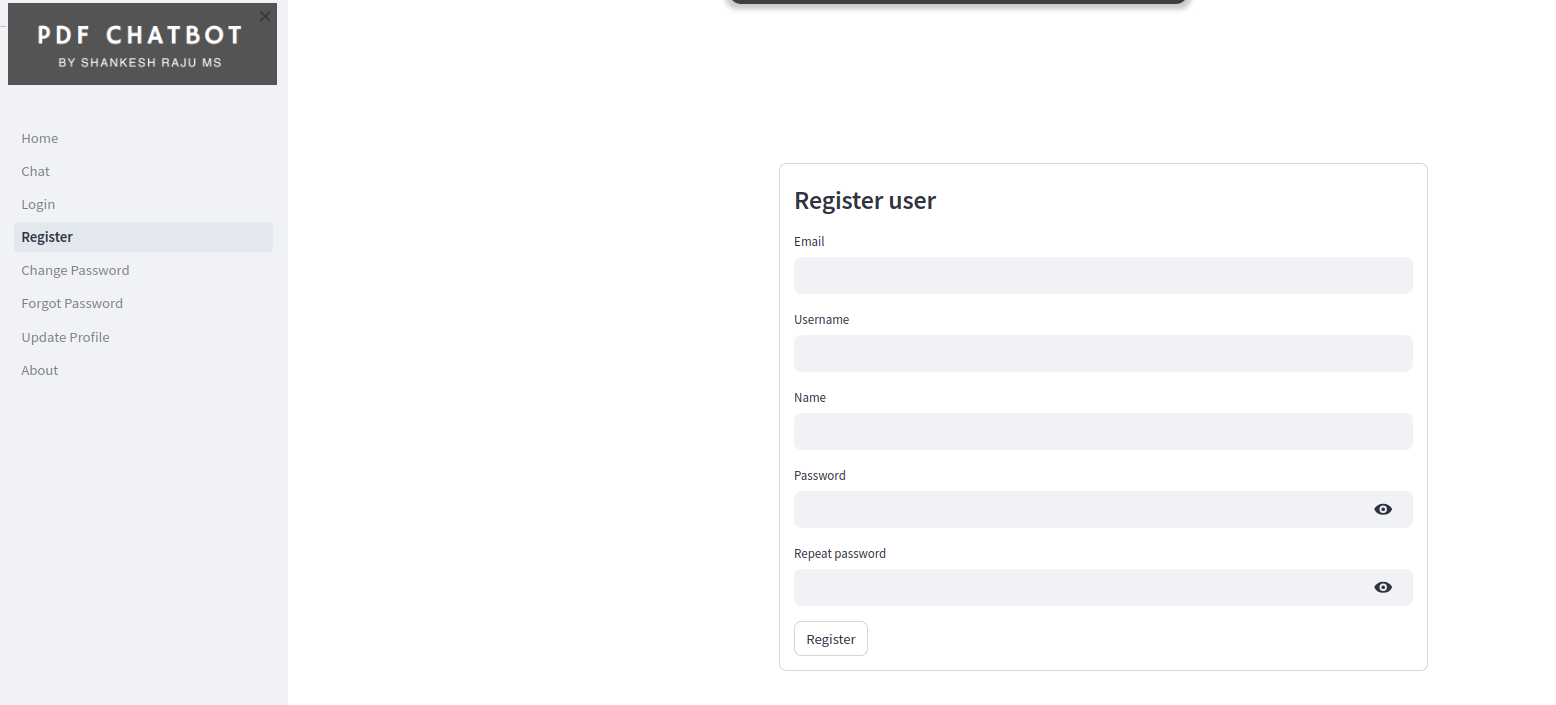 PDF CHATBOT
BY SHANKESH RAJU MS
Home
Chat
Login
Register
Change Password
Forgot Password
Update Profile
About
Register user
Email
Username
Name
Password
Repeat password
Register